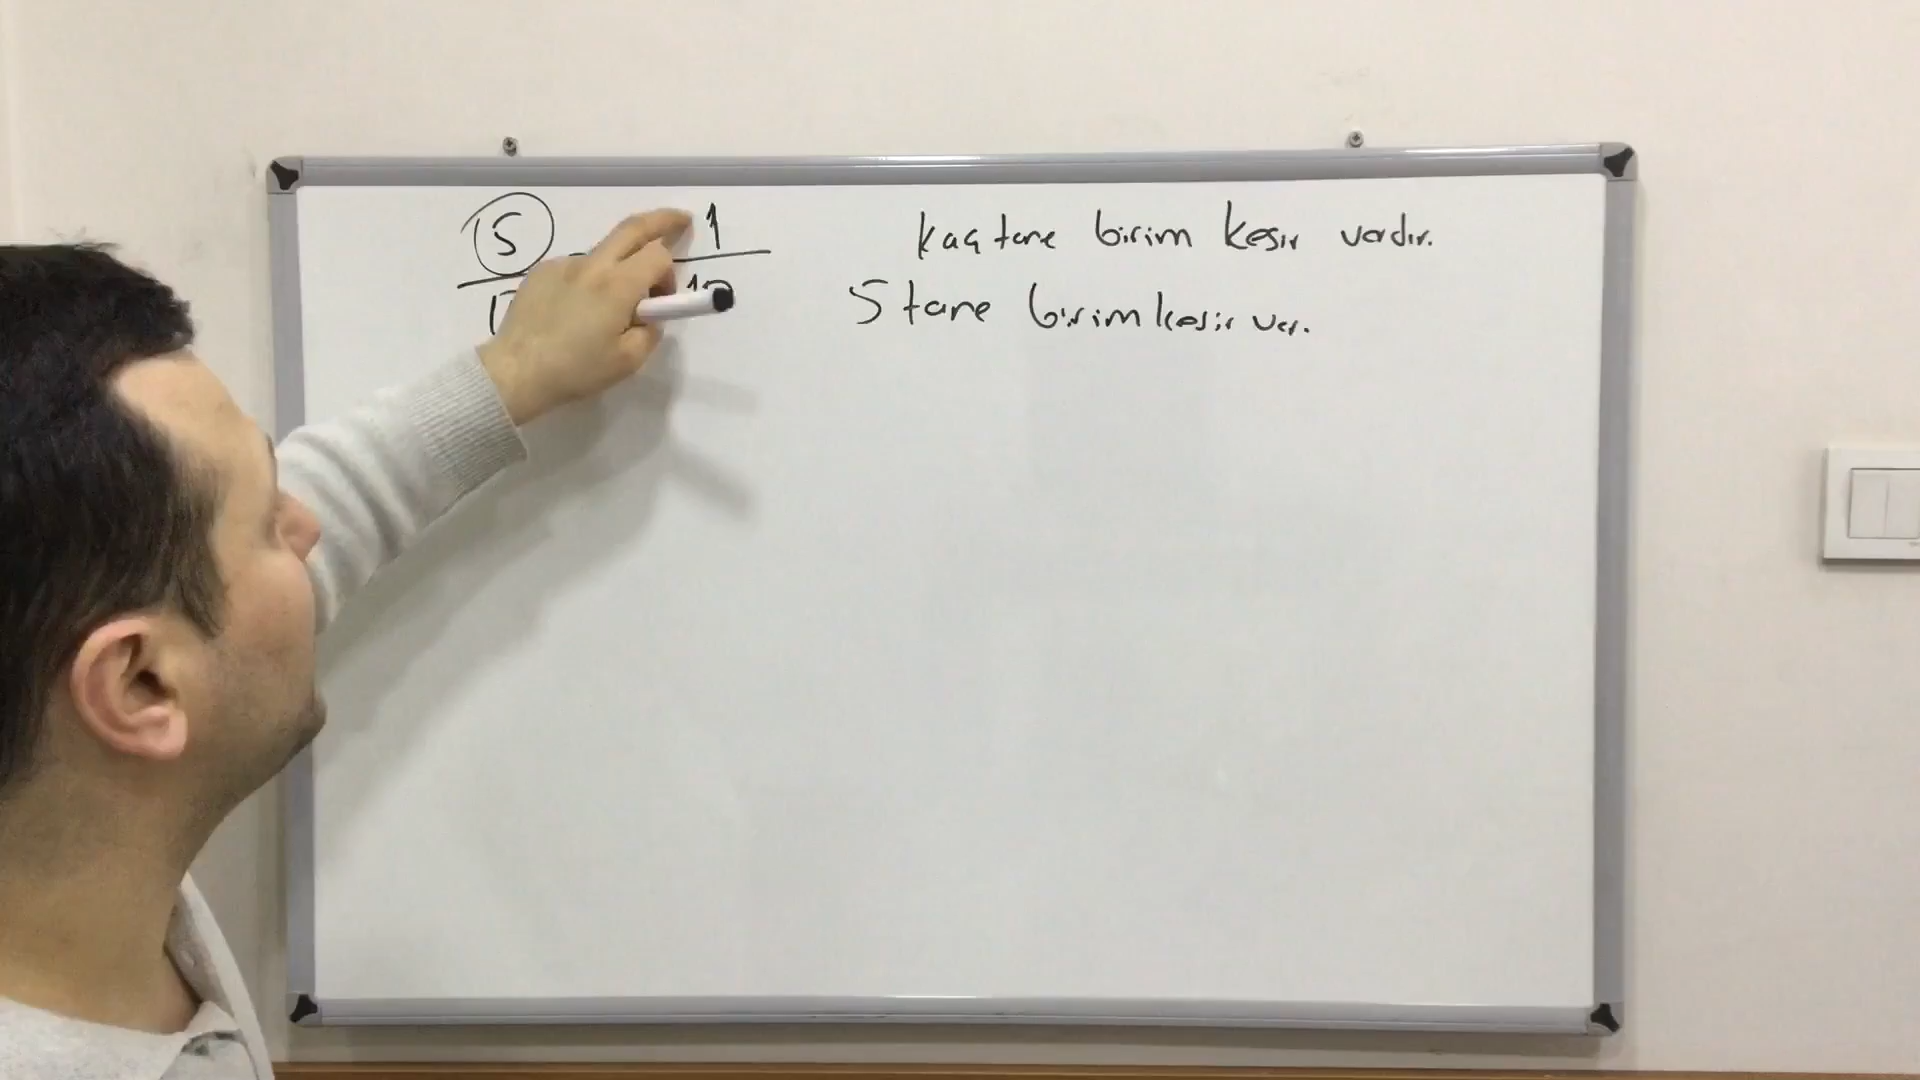 5 1
kaç tane birim kesir vardır.
5 tane birim kesir var.